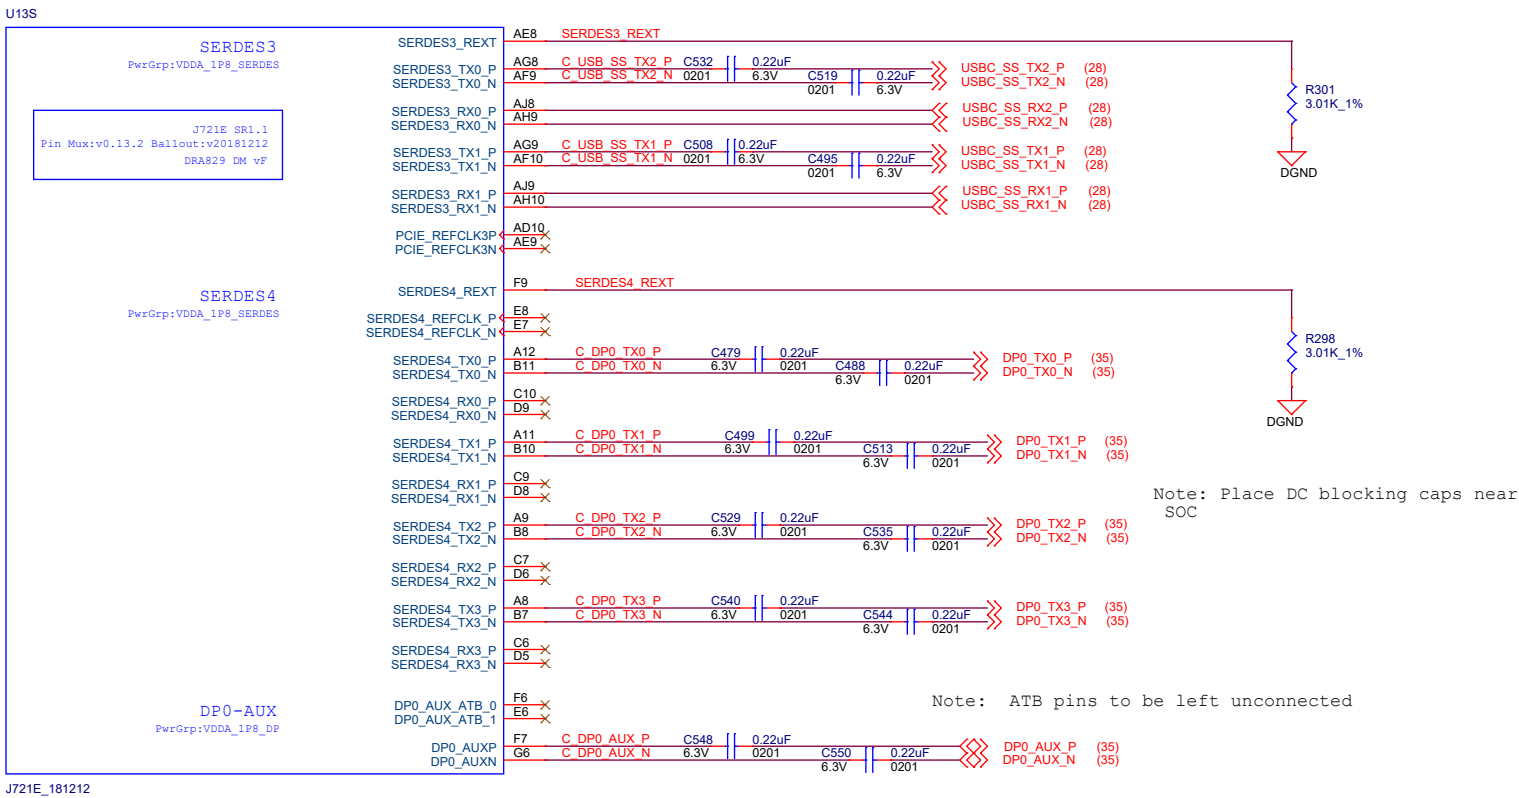 U13S
SERDES3
PwrGrp:VDDA_1P8_SERDES
J721E SR1.1
Pin Mux:v0.13.2 Ballout:v20181212
DRA829 DM vF
SERDES3_REXT AE8 SERDES3_REXT
SERDES3_TX0_P AG8 C_USB_SS_TX2_P C532 0.22uF USBC_SS_TX2_P (28)
SERDES3_TX0_N AF9 C_USB_SS_TX2_N 0201 6.3V C519 0.22uF USBC_SS_TX2_N (28)
0201 6.3V
R301
3.01K_1%
SERDES3_RX0_P AJ8 USBC_SS_RX2_P (28)
SERDES3_RX0_N AH9 USBC_SS_RX2_N (28)
SERDES3_TX1_P AG9 C_USB_SS_TX1_P C508 0.22uF USBC_SS_TX1_P (28)
SERDES3_TX1_N AF10 C_USB_SS_TX1_N 0201 6.3V C495 0.22uF USBC_SS_TX1_N (28)
0201 6.3V
DGND
SERDES3_RX1_P AJ9 USBC_SS_RX1_P (28)
SERDES3_RX1_N AH10 USBC_SS_RX1_N (28)
PCIE_REFCLK3P AD10
PCIE_REFCLK3N AE9
SERDES4
PwrGrp:VDDA_1P8_SERDES
SERDES4_REXT F9 SERDES4_REXT
SERDES4_REFCLK_P E8
SERDES4_REFCLK_N E7
R298
3.01K_1%
SERDES4_TX0_P A12 C_DP0_TX0_P C479 0.22uF DP0_TX0_P (35)
SERDES4_TX0_N B11 C_DP0_TX0_N 6.3V 0201 C488 0.22uF DP0_TX0_N (35)
6.3V 0201
SERDES4_RX0_P C10
SERDES4_RX0_N D9
DGND
SERDES4_TX1_P A11 C_DP0_TX1_P C499 0.22uF DP0_TX1_P (35)
SERDES4_TX1_N B10 C_DP0_TX1_N 6.3V 0201 C513 0.22uF DP0_TX1_N (35)
6.3V 0201
SERDES4_RX1_P C9
SERDES4_RX1_N D8
Note: Place DC blocking caps near
SOC
SERDES4_TX2_P A9 C_DP0_TX2_P C529 0.22uF DP0_TX2_P (35)
SERDES4_TX2_N B8 C_DP0_TX2_N 6.3V 0201 C535 0.22uF DP0_TX2_N (35)
6.3V 0201
SERDES4_RX2_P C7
SERDES4_RX2_N D6
SERDES4_TX3_P A8 C_DP0_TX3_P C540 0.22uF DP0_TX3_P (35)
SERDES4_TX3_N B7 C_DP0_TX3_N 6.3V 0201 C544 0.22uF DP0_TX3_N (35)
6.3V 0201
SERDES4_RX3_P C6
SERDES4_RX3_N D5
DP0-AUX
PwrGrp:VDDA_1P8_DP
DP0_AUX_ATB_0 F6
DP0_AUX_ATB_1 E6
Note: ATB pins to be left unconnected
DP0_AUXP F7 C_DP0_AUX_P C548 0.22uF DP0_AUX_P (35)
DP0_AUXN G6 C_DP0_AUX_N 6.3V 0201 C550 0.22uF DP0_AUX_N (35)
6.3V 0201
J721E_181212